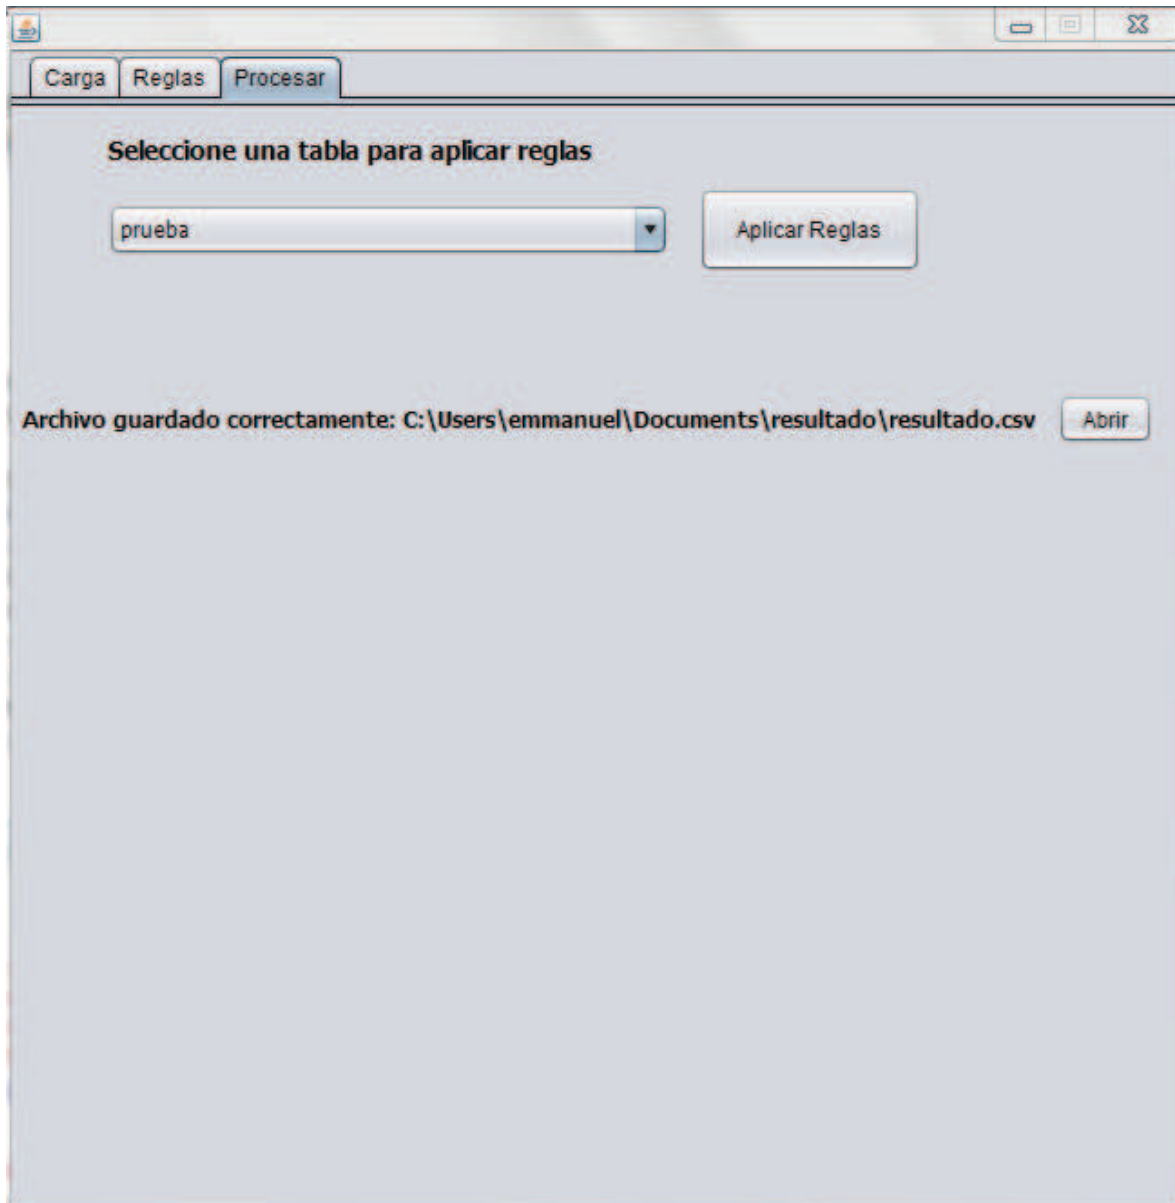 Carga Reglas Procesar
Seleccione una tabla para aplicar reglas
prueba Aplicar Reglas
Archivo guardado correctamente: C:\Users\emmanuel\Documents\resultado\resultado.csv Abrir